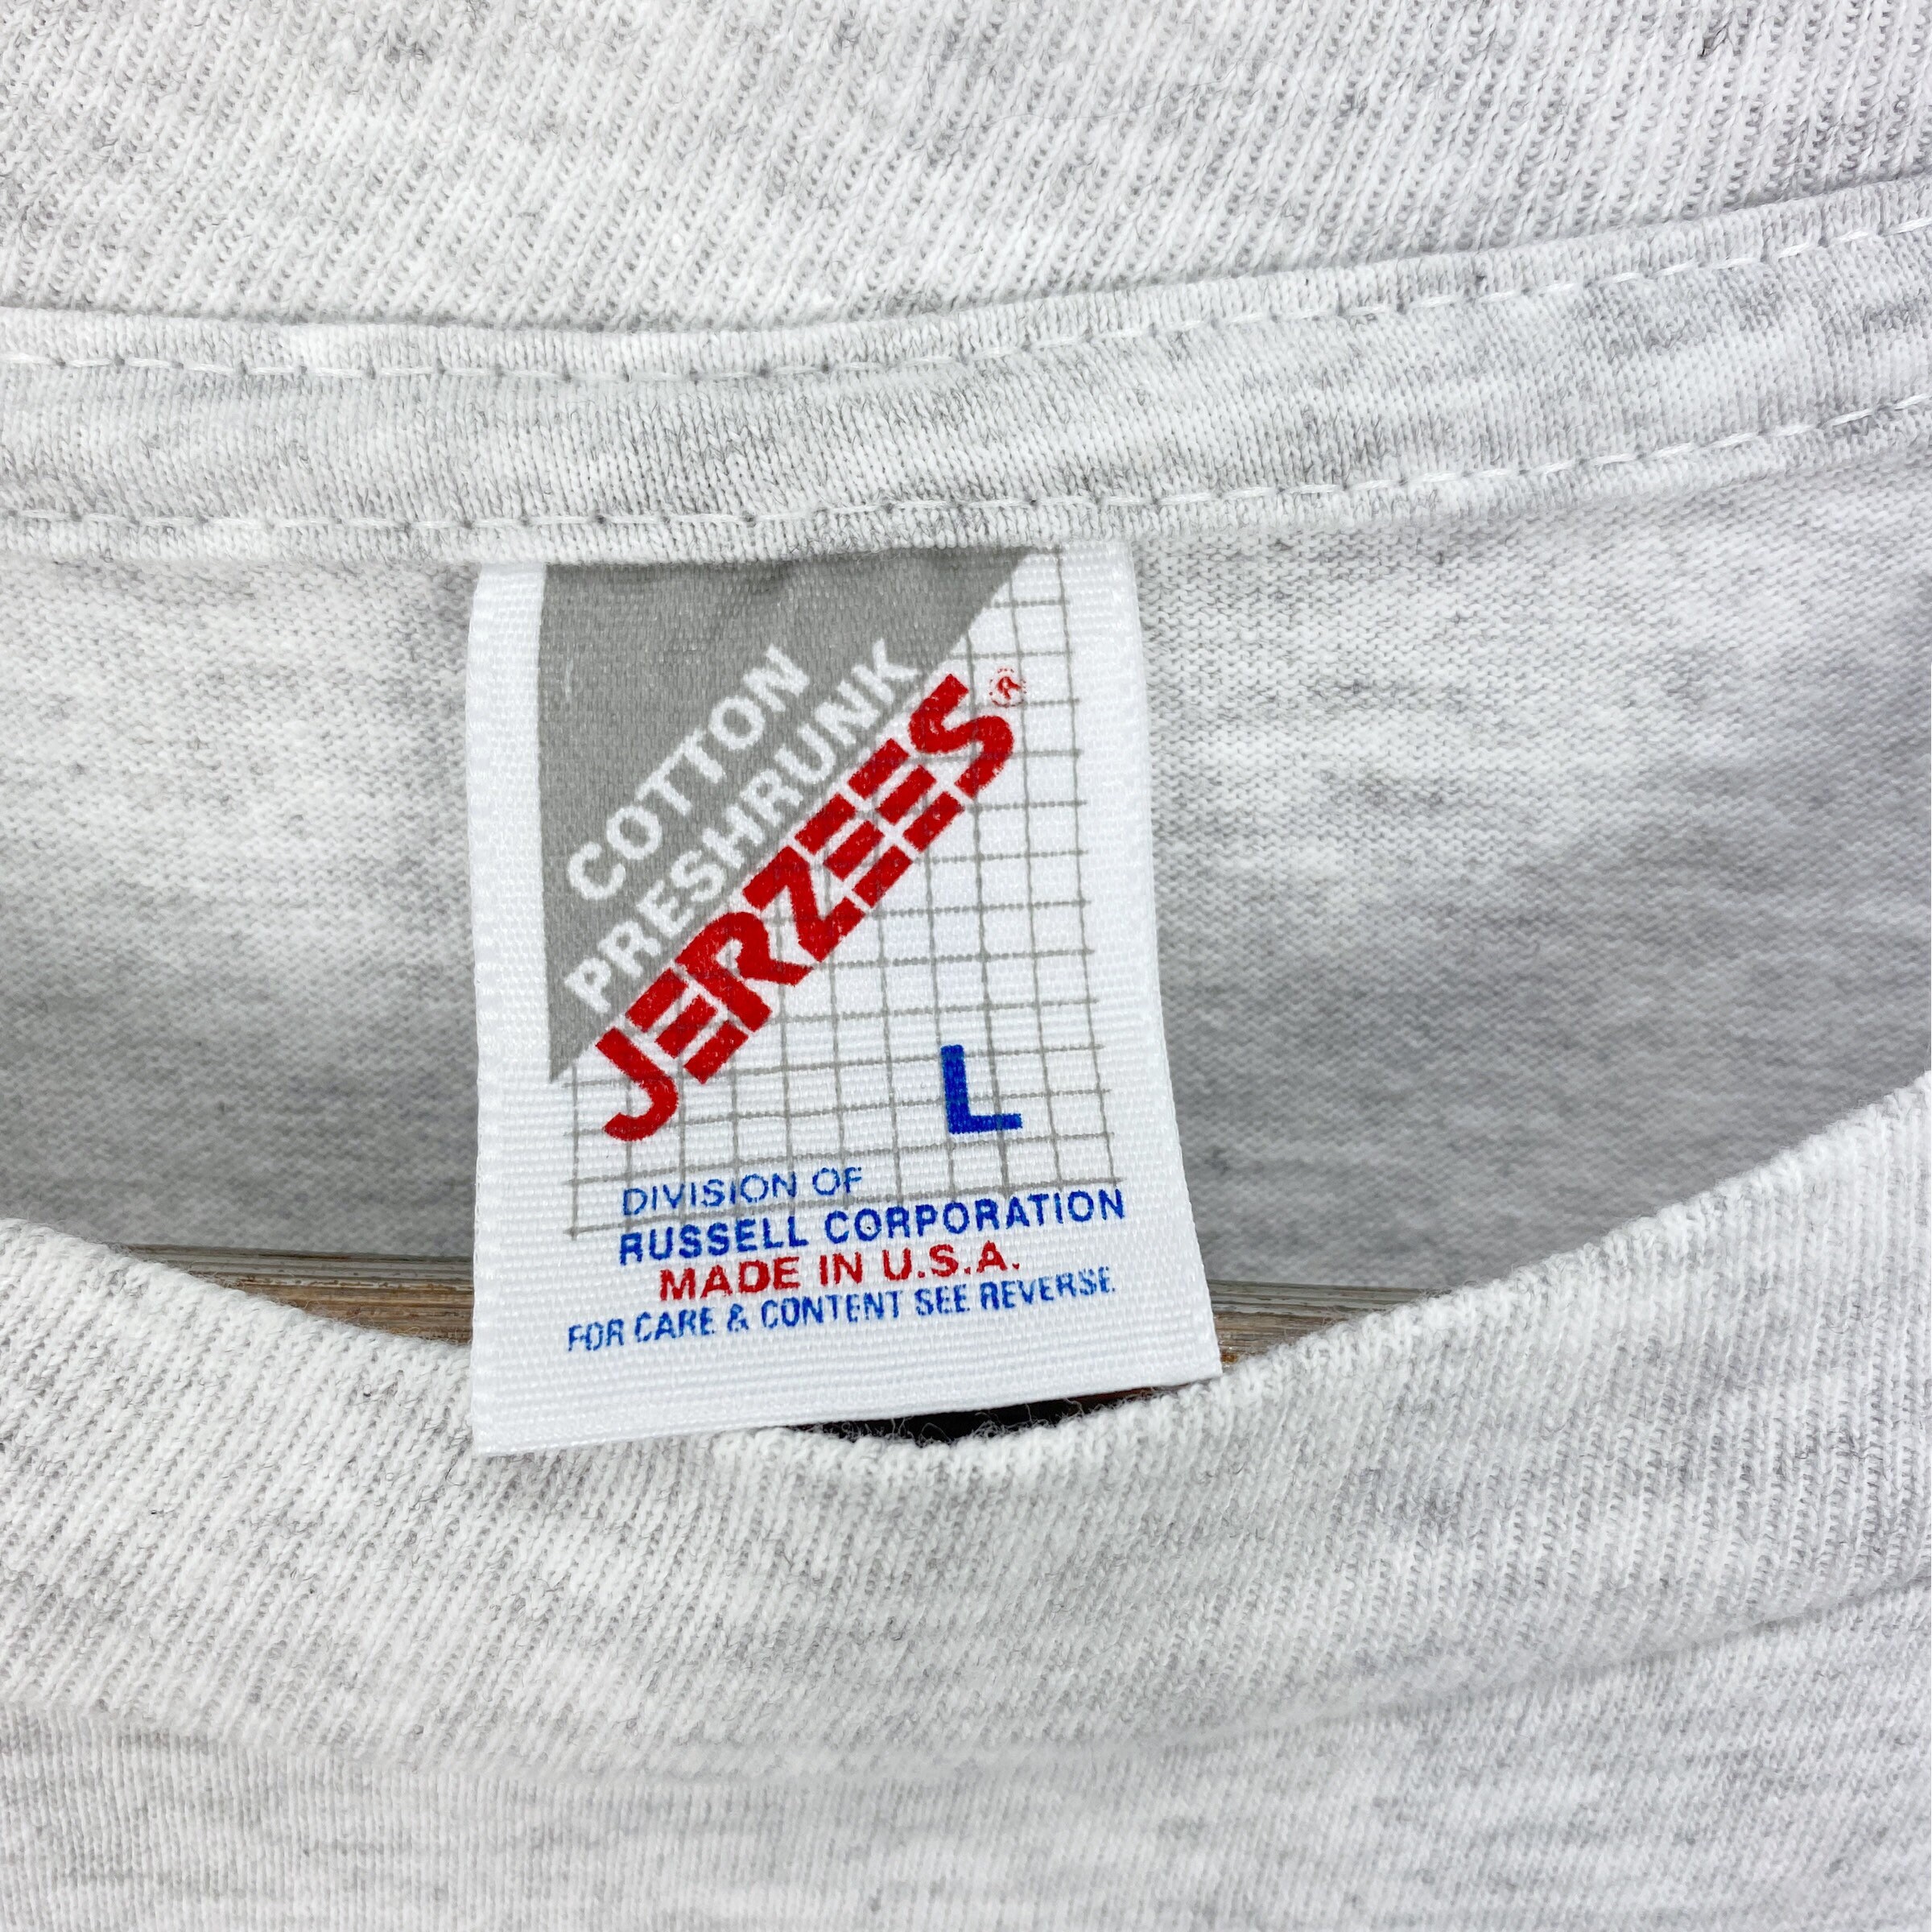 COTTON
PRESHRUNK
JERZEES®
L
DIVISION OF
RUSSELL CORPORATION
MADE IN U.S.A.
FOR CARE & CONTENT SEE REVERSE